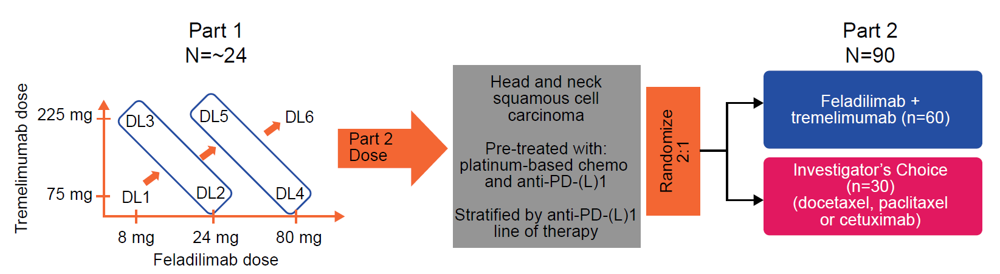 Part 1
N=~24
Tremelimumab dose
225 mg
75 mg
DL3
DL5
DL6
DL1
DL2
DL4
8 mg
24 mg
80 mg
Feladilimab dose
Part 2
Dose
Head and neck
squamous cell
carcinoma
Pre-treated with:
platinum-based chemo
and anti-PD-(L)1
Stratified by anti-PD-(L)1
line of therapy
Randomize
2:1
Part 2
N=90
Feladilimab +
tremelimumab (n=60)
Investigator’s Choice
(n=30)
(docetaxel, paclitaxel
or cetuximab)